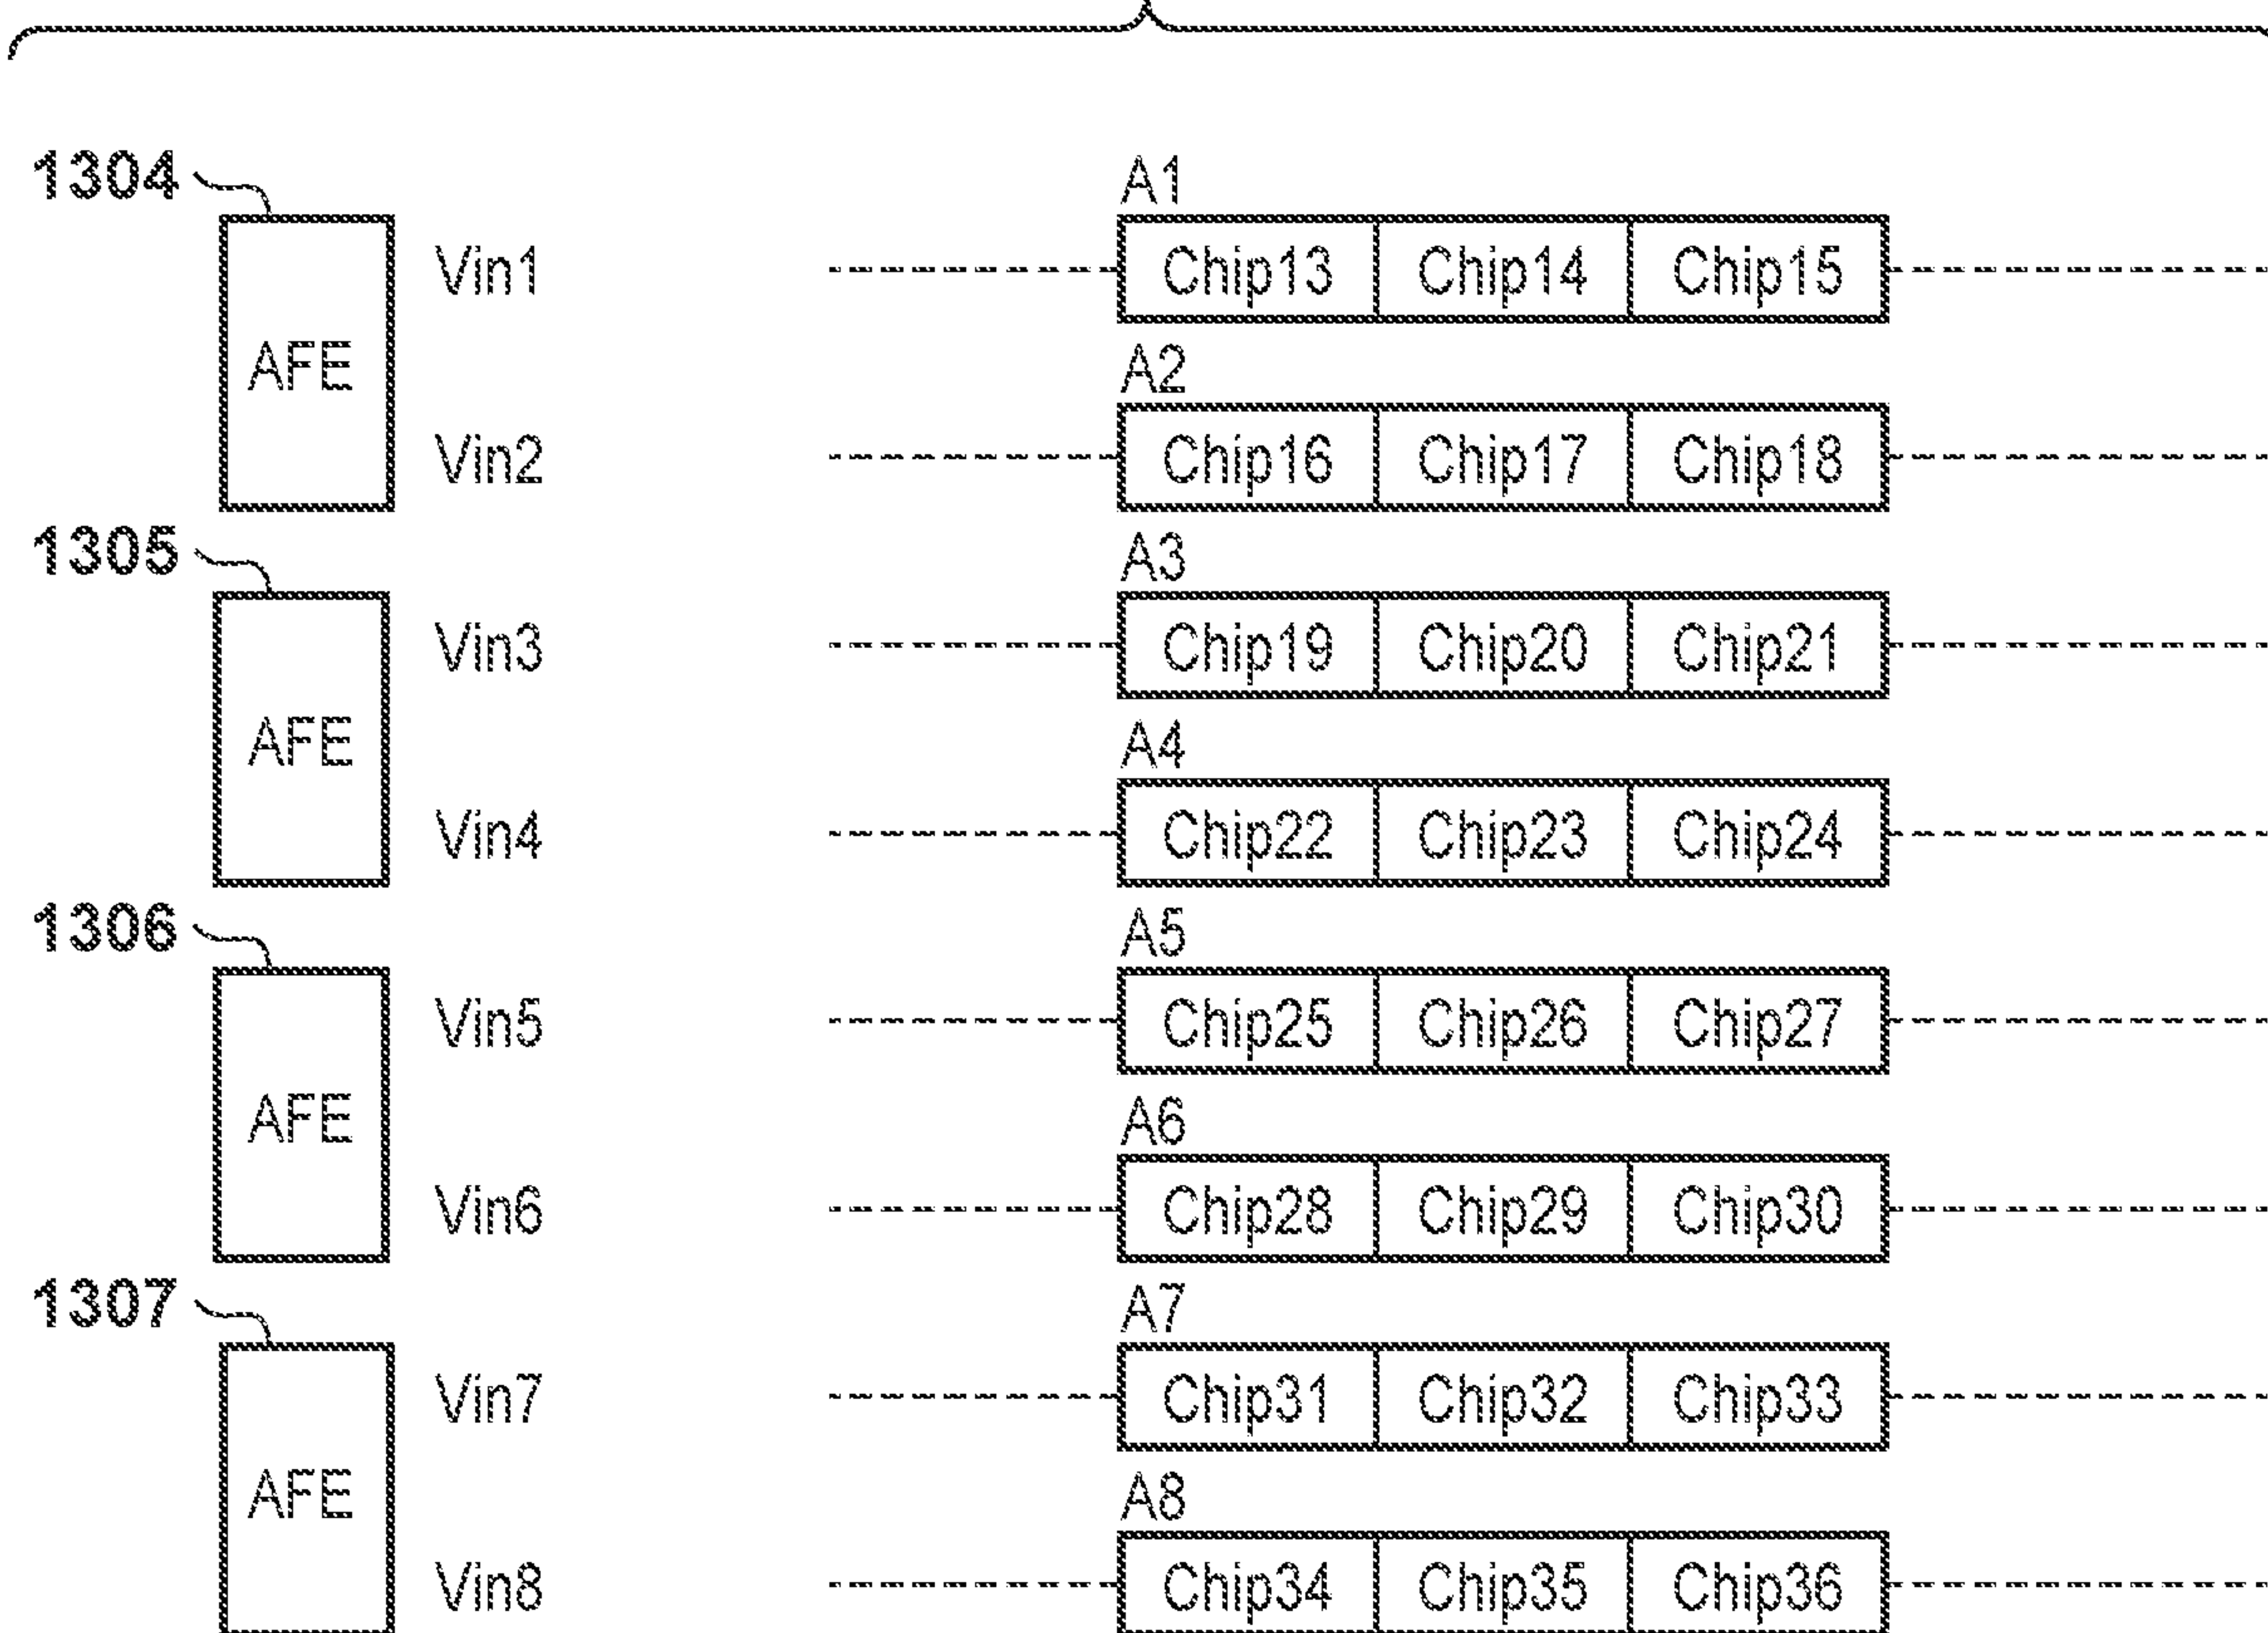 1304
A1
Vin1 Chip13 Chip14 Chip15
AFE
A2
Vin2 Chip16 Chip17 Chip18
1305
A3
Vin3 Chip19 Chip20 Chip21
AFE
A4
Vin4 Chip22 Chip23 Chip24
1306
A5
Vin5 Chip25 Chip26 Chip27
AFE
A6
Vin6 Chip28 Chip29 Chip30
1307
A7
Vin7 Chip31 Chip32 Chip33
AFE
A8
Vin8 Chip34 Chip35 Chip36